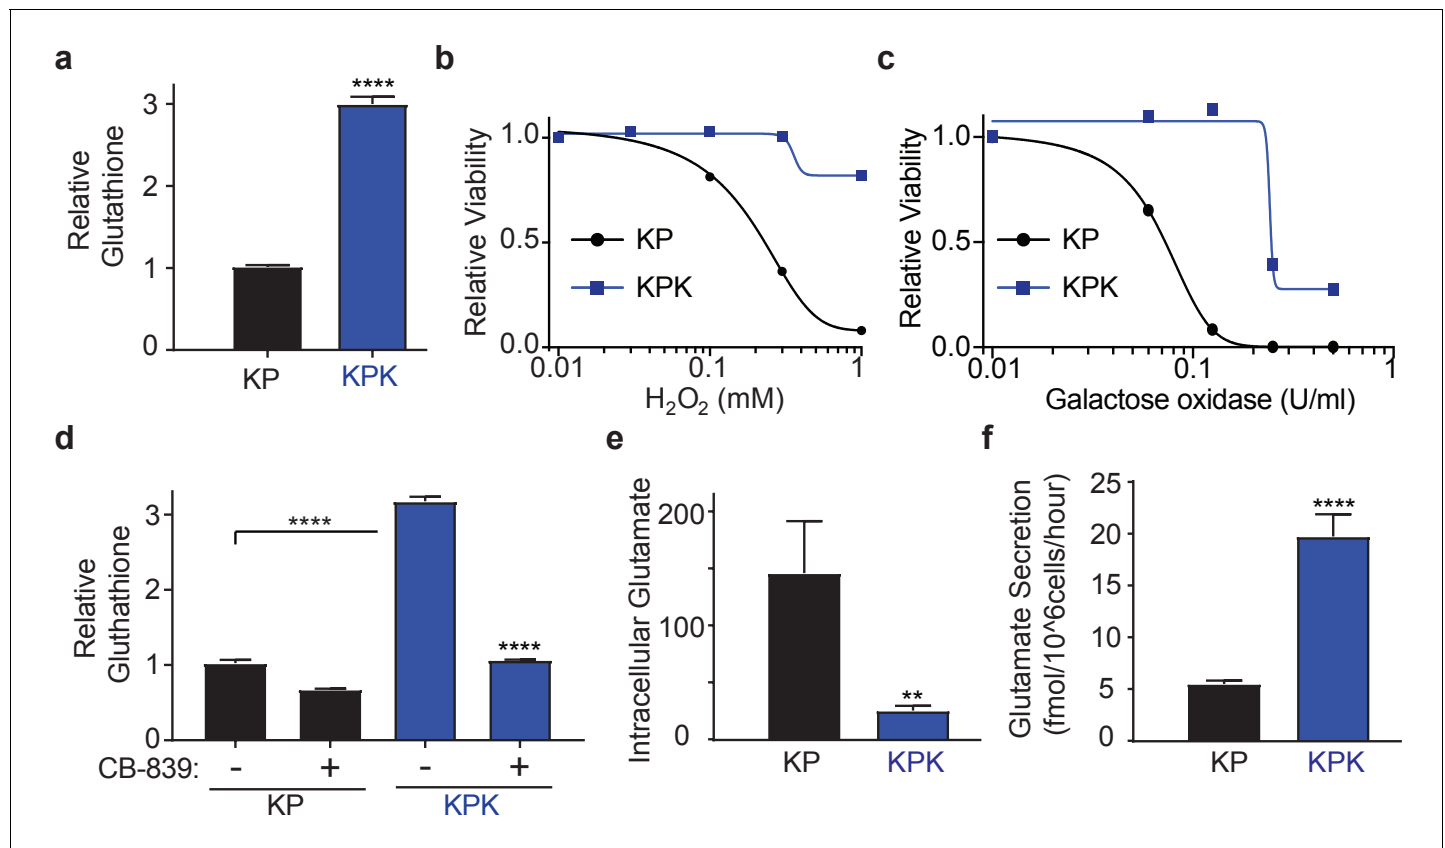 a
Relative
Glutathione
3
2
1
0
****
KP
KPK
b
Relative Viability
1.0
0.5
0.0
KP
KPK
0.01
0.1
1
H₂O₂ (mM)
c
Relative Viability
1.0
0.5
0.0
KP
KPK
0.01
0.1
1
Galactose oxidase (U/ml)
d
Relative
Gluthathione
3
2
1
0
****
****
CB-839: - + - +
KP
KPK
e
Intracellular Glutamate
200
100
0
**
KP
KPK
f
Glutamate Secretion
(fmol/10^6cells/hour)
25
20
15
10
5
0
****
KP
KPK